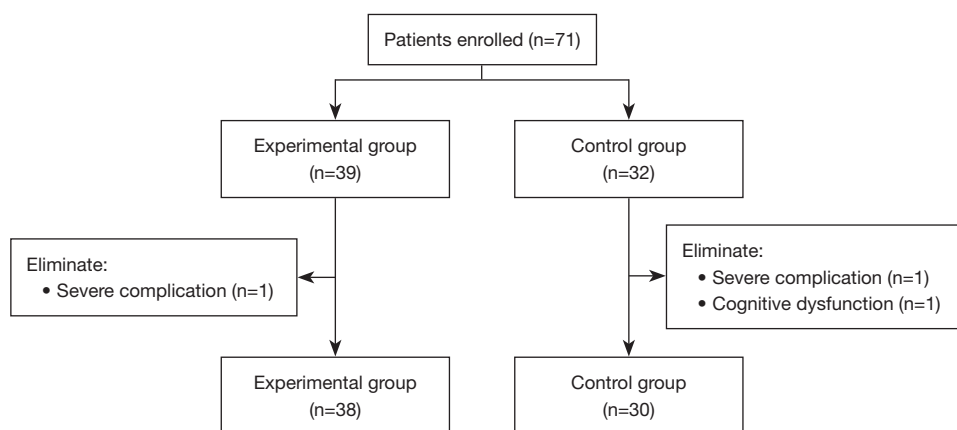 Patients enrolled (n=71)
Experimental group
(n=39)
Control group
(n=32)
Eliminate:
• Severe complication (n=1)
Eliminate:
• Severe complication (n=1)
• Cognitive dysfunction (n=1)
Experimental group
(n=38)
Control group
(n=30)